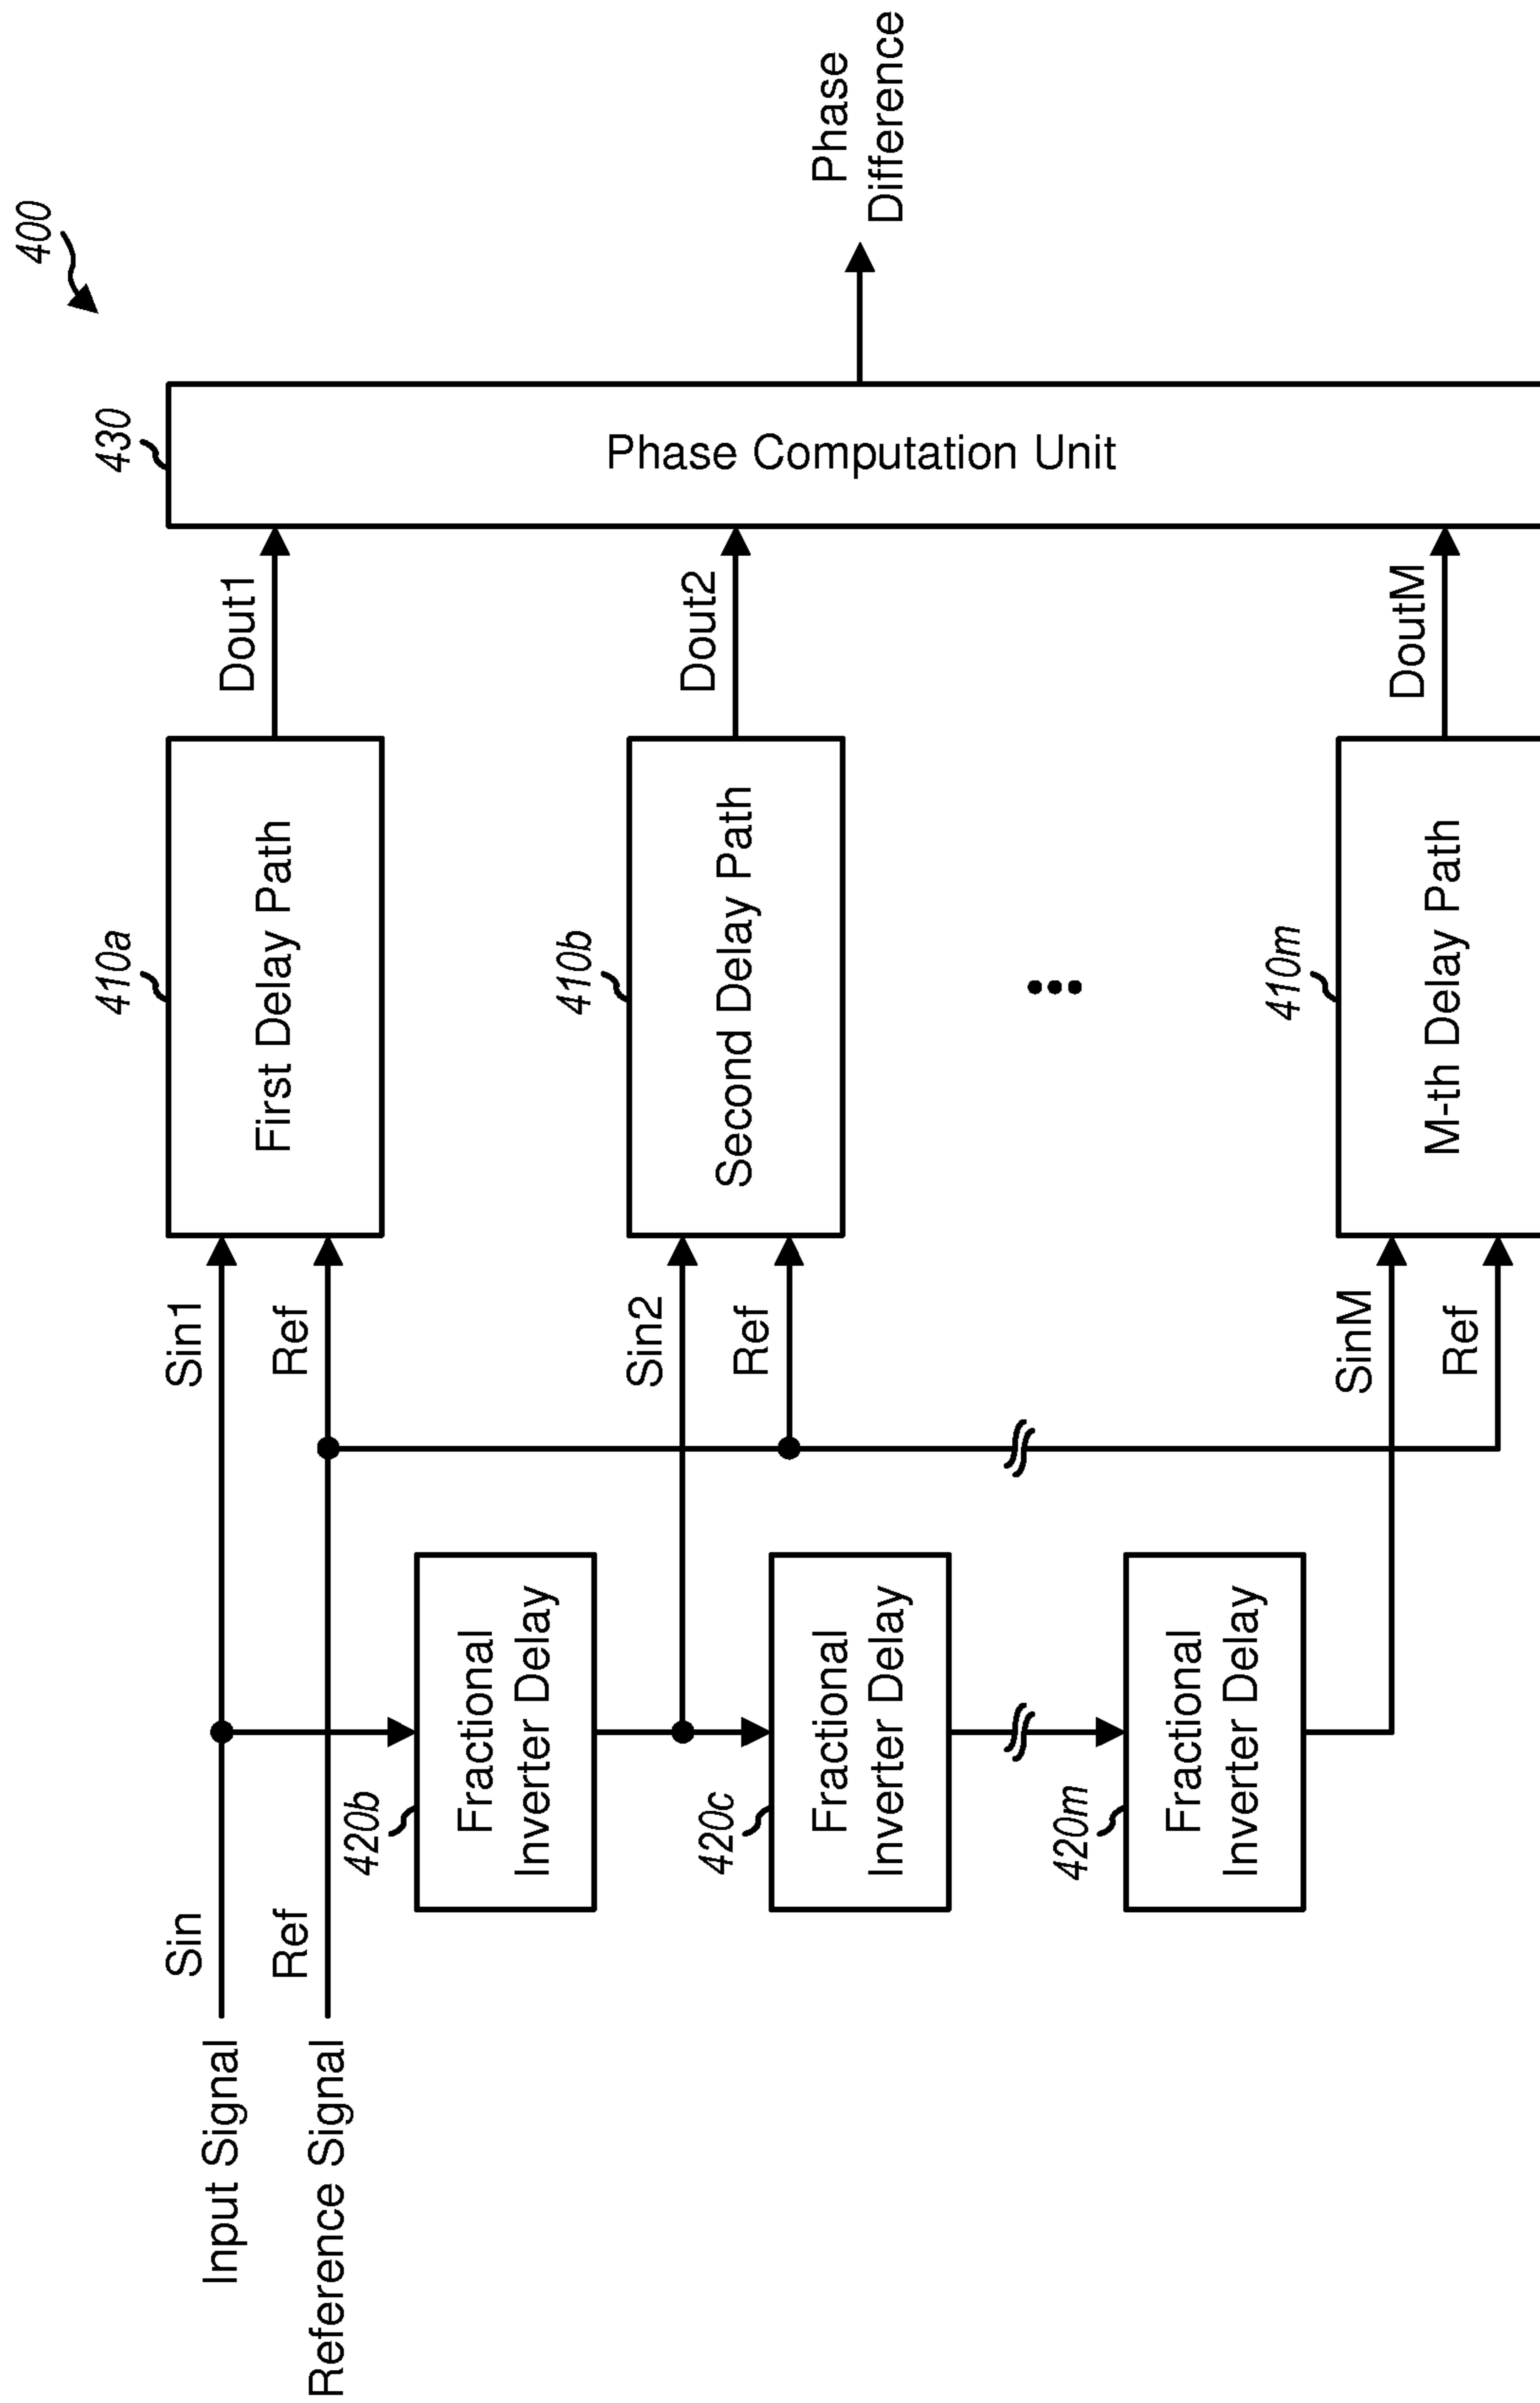 400
430
410a
First Delay Path
Dout1
Sin
Sin1
Input Signal
Ref
Ref
Reference Signal
420b
Fractional
Inverter Delay
410b
Second Delay Path
Dout2
Sin2
Ref
Phase Computation Unit
Phase
Difference
420c
Fractional
Inverter Delay
...
420m
Fractional
Inverter Delay
410m
M-th Delay Path
DoutM
SinM
Ref